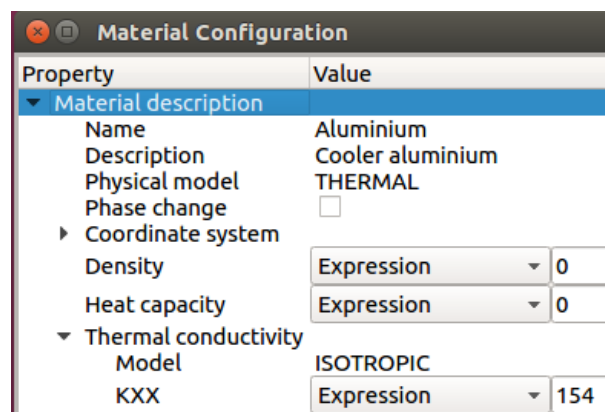 Material Configuration
Property Value
Material description
Name Aluminium
Description Cooler aluminium
Physical model THERMAL
Phase change
Coordinate system
Density Expression 0
Heat capacity Expression 0
Thermal conductivity
Model ISOTROPIC
KXX Expression 154